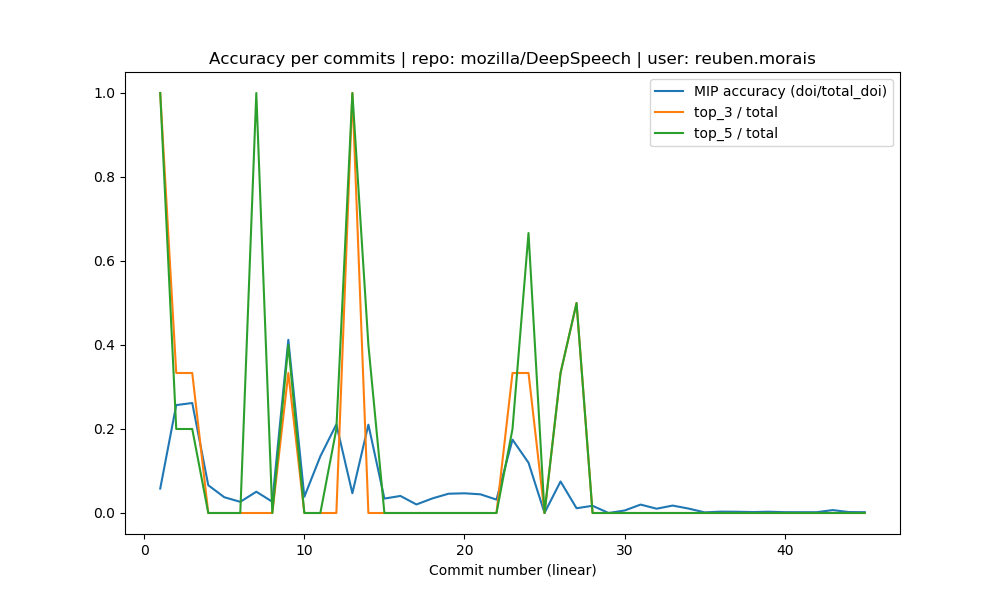 Accuracy per commits | repo: mozilla/DeepSpeech | user: reuben.morais
MIP accuracy (doi/total_doi)
top_3 / total
top_5 / total
1.0
0.8
0.6
0.4
0.2
0.0
0 10 20 30 40
Commit number (linear)